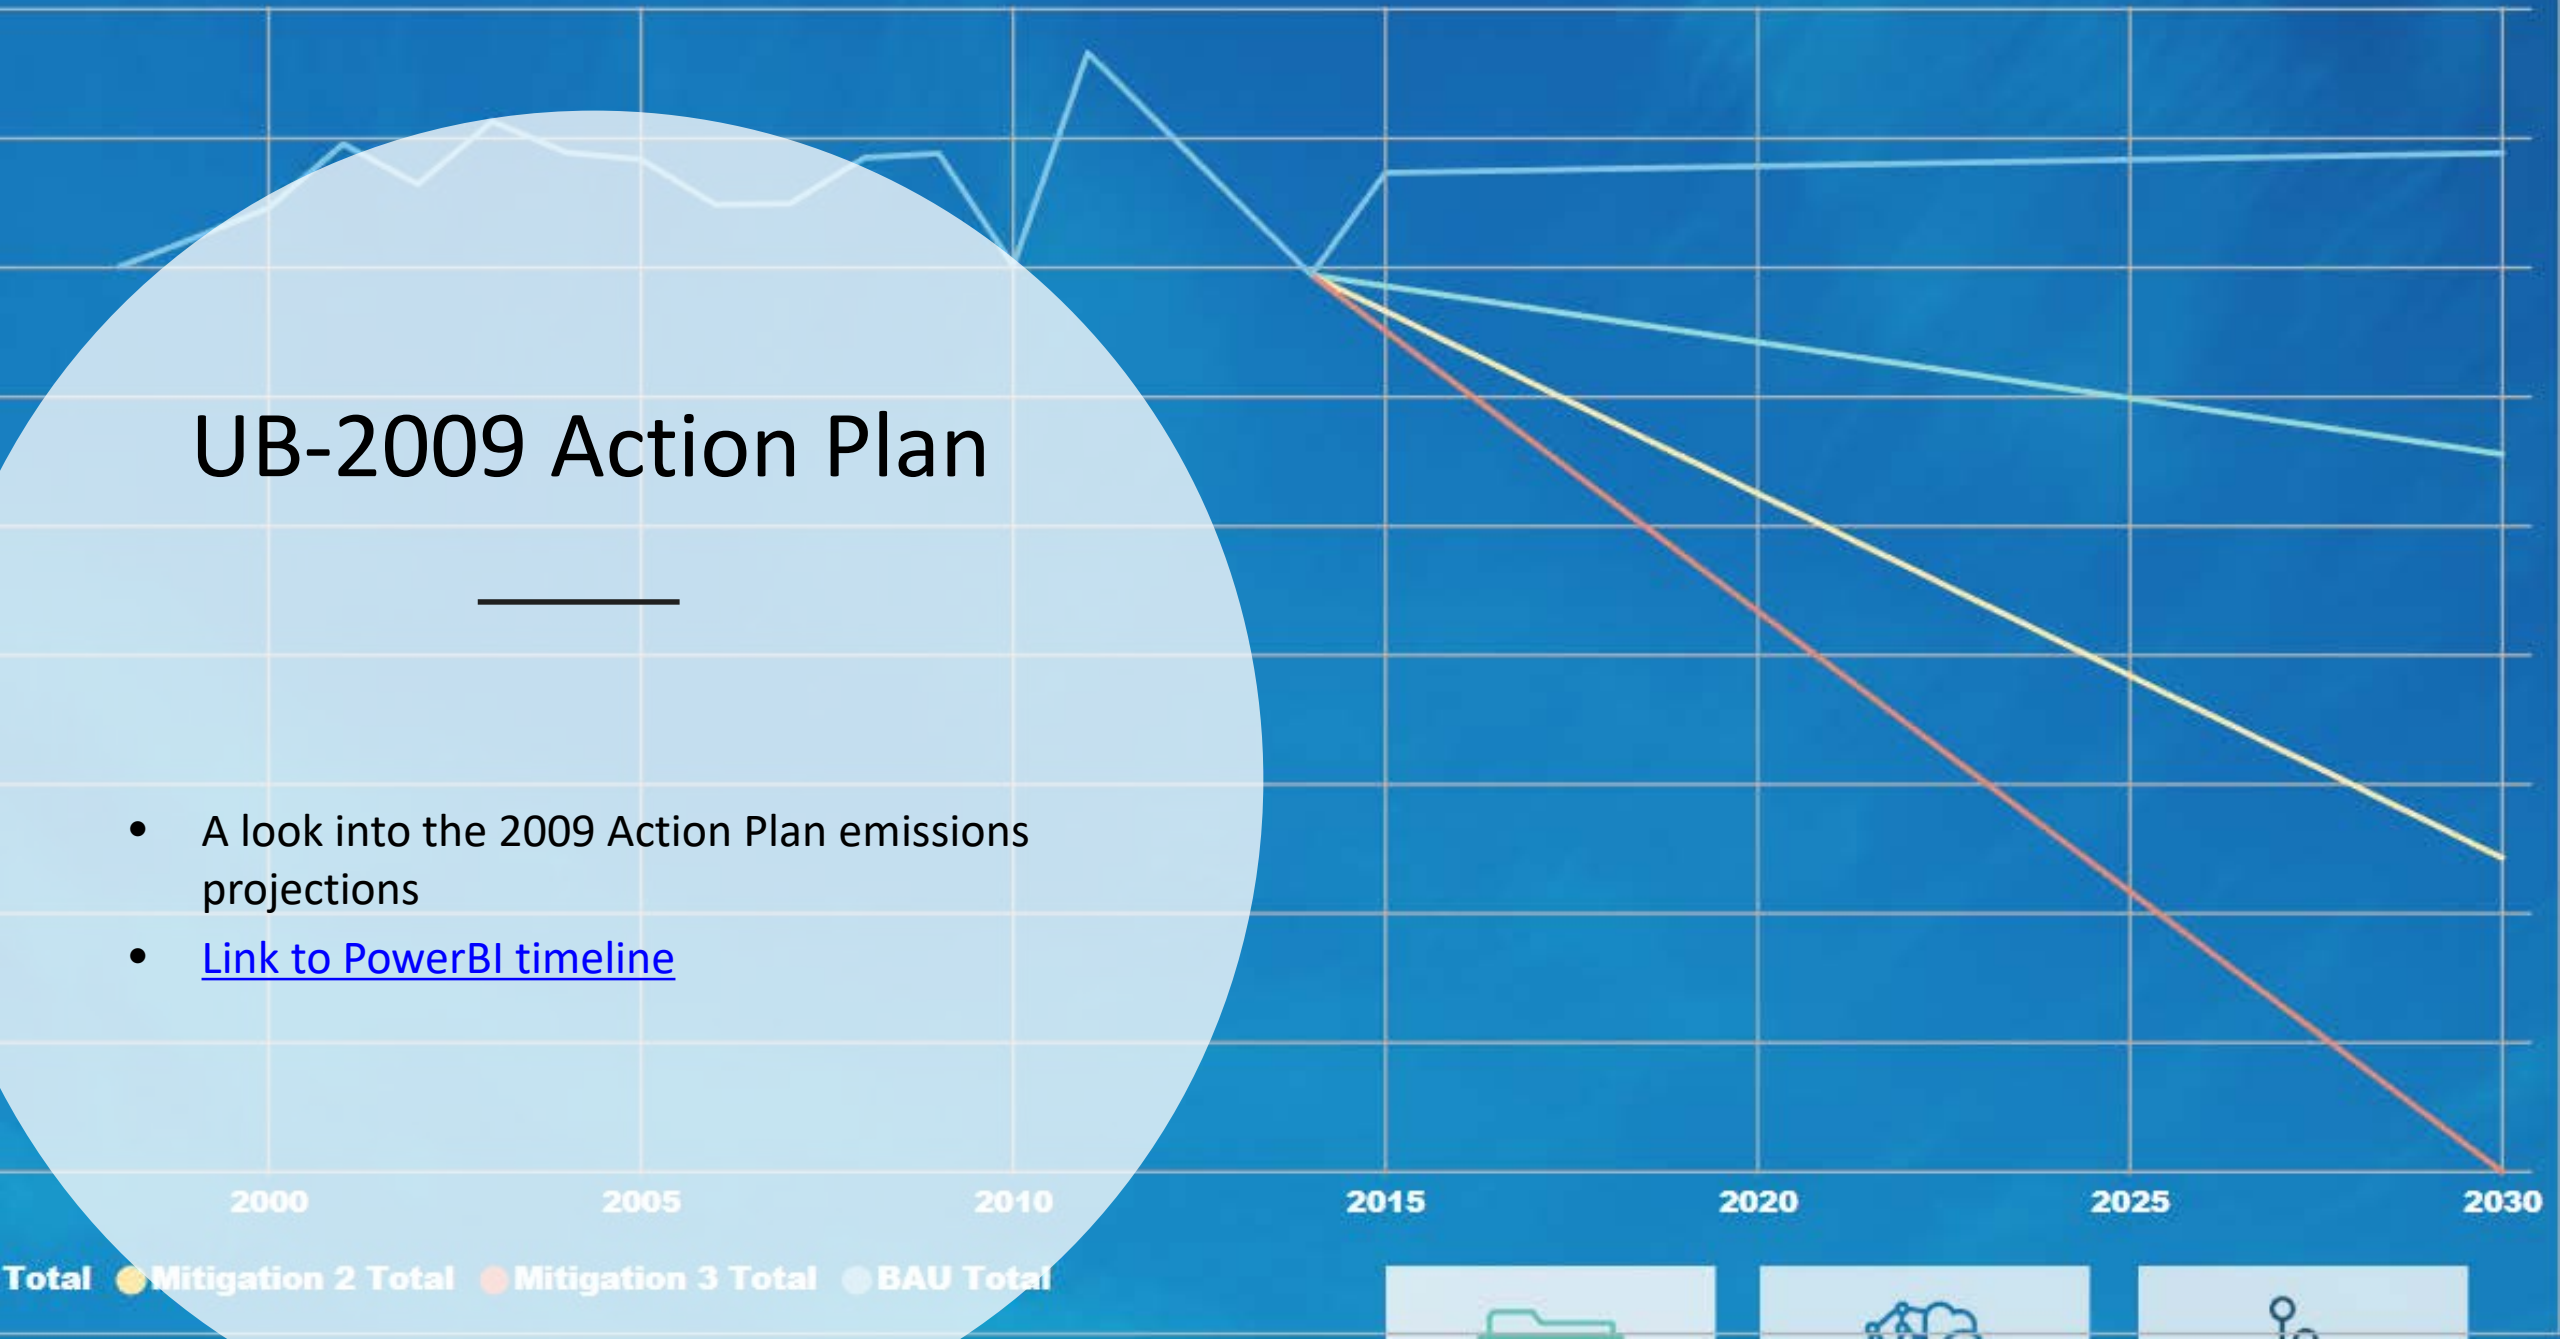 UB-2009 Action Plan
• A look into the 2009 Action Plan emissions
projections
• Link to PowerBI timeline
2000 2005 2010 2015 2020 2025 2030
Total Mitigation 2 Total Mitigation 3 Total BAU Total